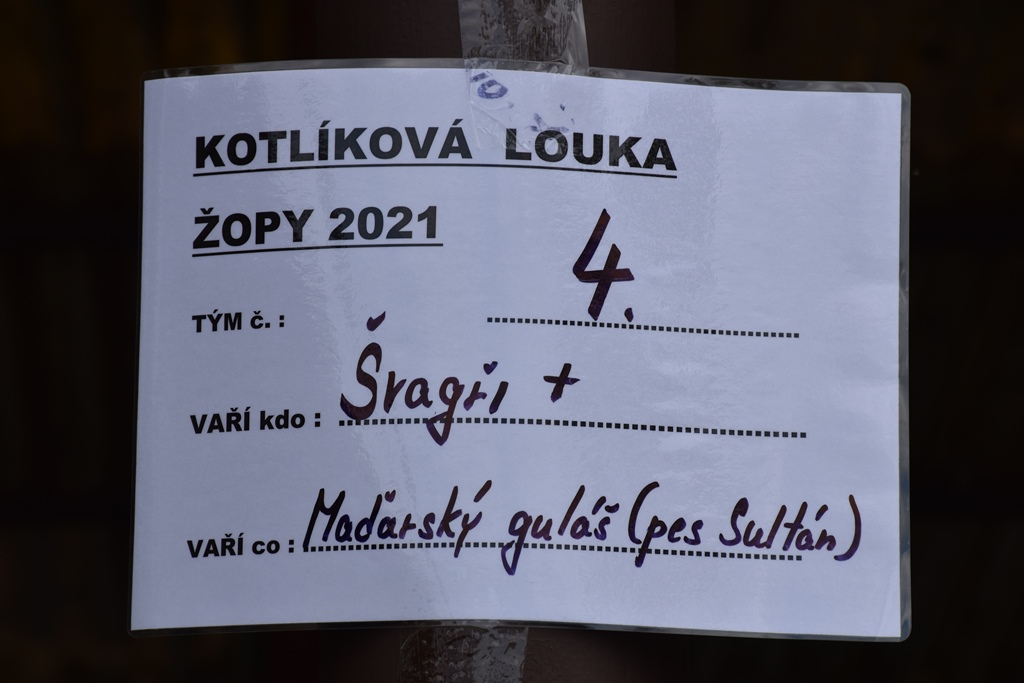 KOTLÍKOVÁ LOUKA
ŽOPY 2021
TÝM č. : 4.
VAŘÍ kdo : Švagři +
VAŘÍ co : Maďarský guláš (pes Sultán)